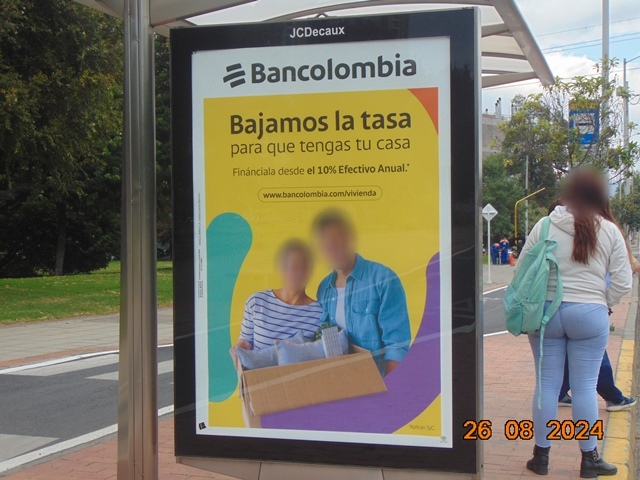 JCDecaux
Bancolombia
Bajamos la tasa
para que tengas tu casa
Fináncialá desde el 10% Efectivo Anual.*
www.bancolombia.com/vivienda
26 08 2024